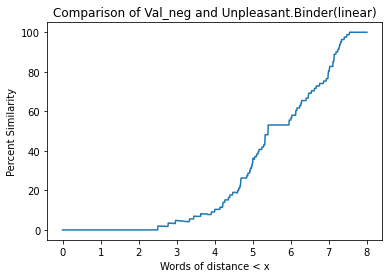 Comparison of Val_neg and Unpleasant.Binder(linear)
100
80
60
40
20
0
Percent Similarity
0 1 2 3 4 5 6 7 8
Words of distance < x